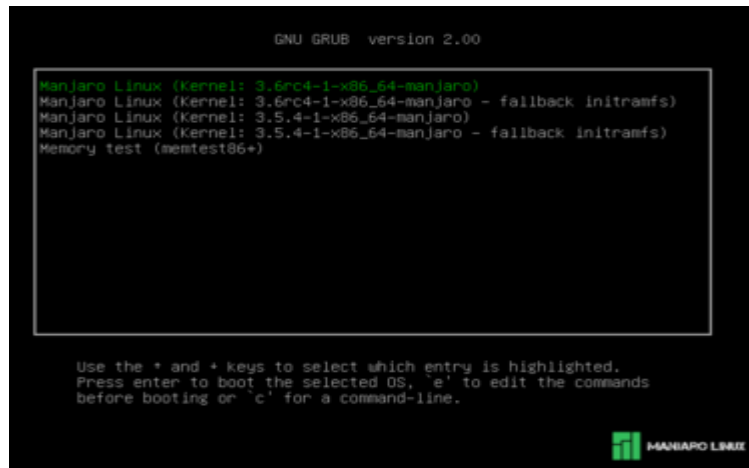 GNU GRUB version 2.00
Manjaro Linux (Kernel: 3.6rc4-1-x86_64-manjaro)
Manjaro Linux (Kernel: 3.6rc4-1-x86_64-manjaro - fallback initramfs)
Manjaro Linux (Kernel: 3.5.4-1-x86_64-manjaro)
Manjaro Linux (Kernel: 3.5.4-1-x86_64-manjaro - fallback initramfs)
Memory test (memtest86+)
Use the ↑ and ↓ keys to select which entry is highlighted.
Press enter to boot the selected OS, `e' to edit the commands
before booting or `c' for a command-line.
MANJARO LINUX